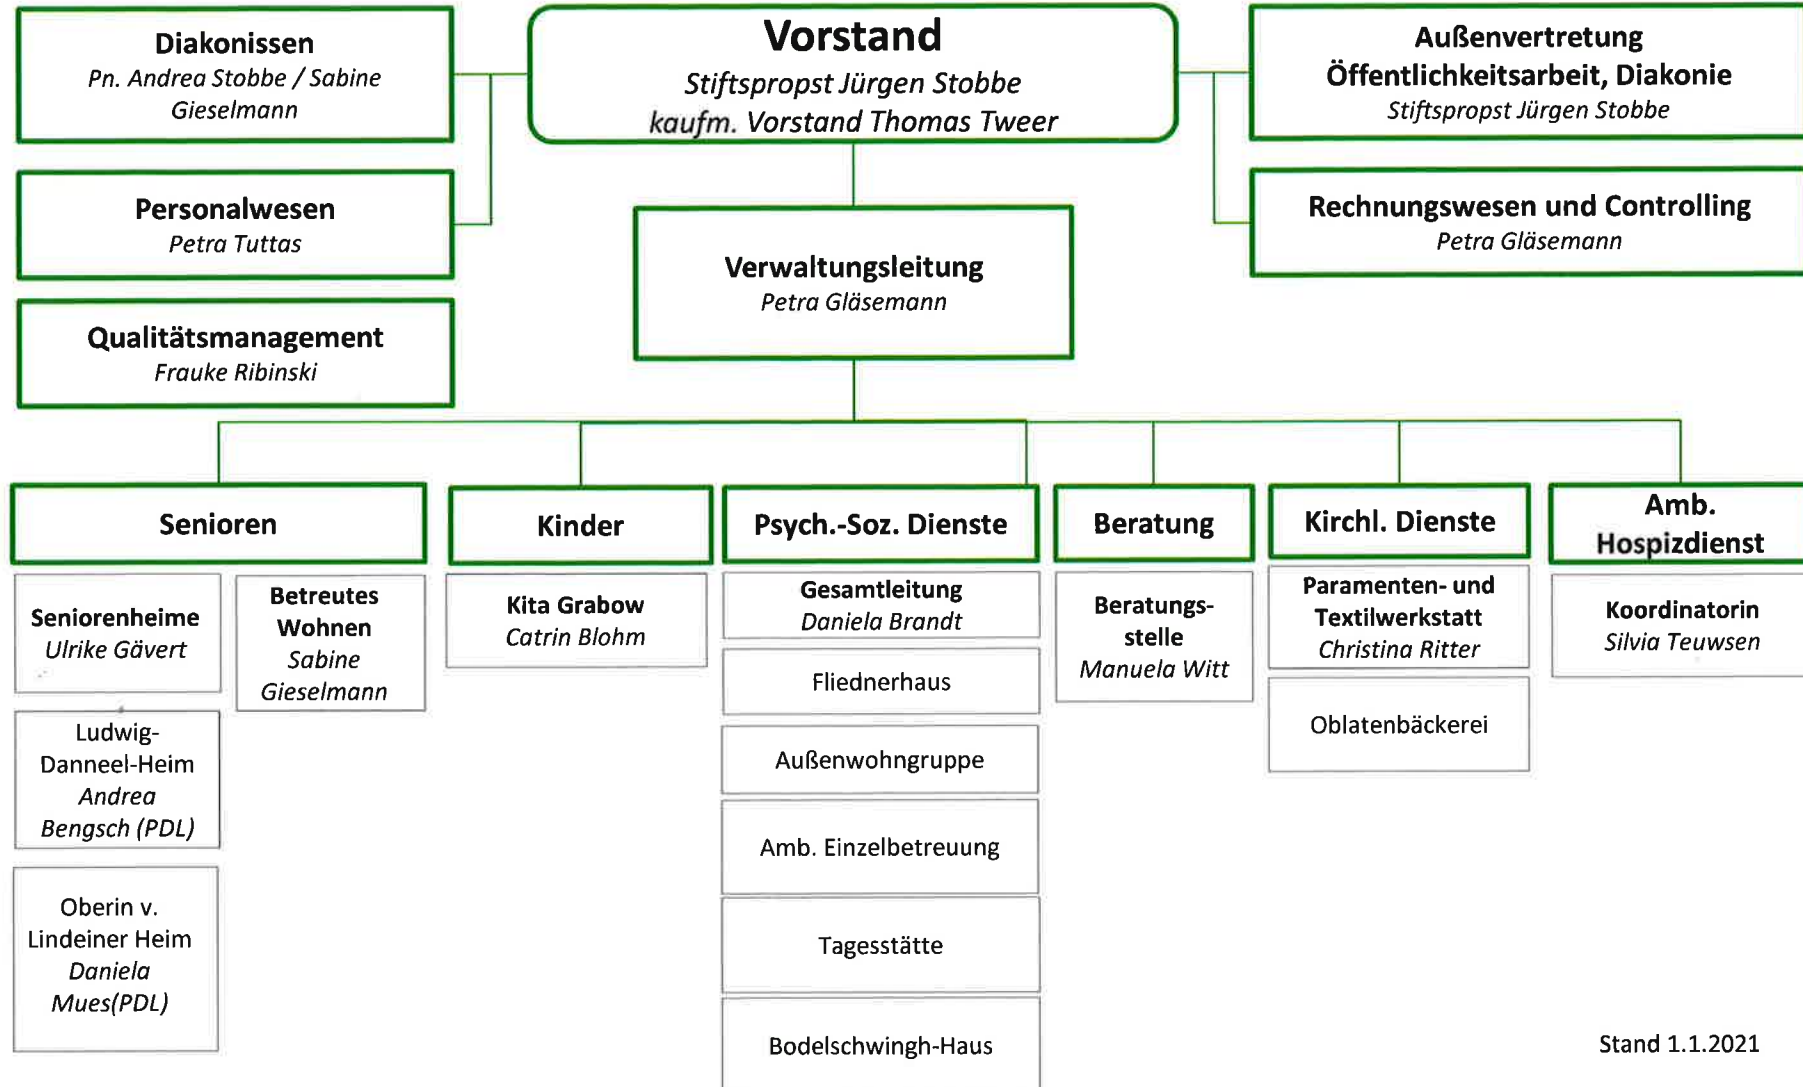 Diakonissen
Pn. Andrea Stobbe / Sabine
Gieselmann
Vorstand
Stiftspropst Jürgen Stobbe
kaufm. Vorstand Thomas Tweer
Außenvertretung
Öffentlichkeitsarbeit, Diakonie
Stiftspropst Jürgen Stobbe
Personalwesen
Petra Tuttas
Rechnungswesen und Controlling
Petra Gläsemann
Verwaltungsleitung
Petra Gläsemann
Qualitätsmanagement
Frauke Ribinski
Senioren
Seniorenheime
Ulrike Gävert
Ludwig-
Danneel-Heim
Andrea
Bengsch (PDL)
Oberin v.
Lindeiner Heim
Daniela
Mues(PDL)
Betreutes
Wohnen
Sabine
Gieselmann
Kinder
Kita Grabow
Catrin Blohm
Psych.-Soz. Dienste
Gesamtleitung
Daniela Brandt
Fliednerhaus
Außenwohngruppe
Amb. Einzelbetreuung
Tagesstätte
Bodelschwingh-Haus
Beratung
Beratungs-
stelle
Manuela Witt
Kirchl. Dienste
Paramenten- und
Textilwerkstatt
Christina Ritter
Oblatenbäckerei
Amb.
Hospizdienst
Koordinatorin
Silvia Teuwsen
Stand 1.1.2021